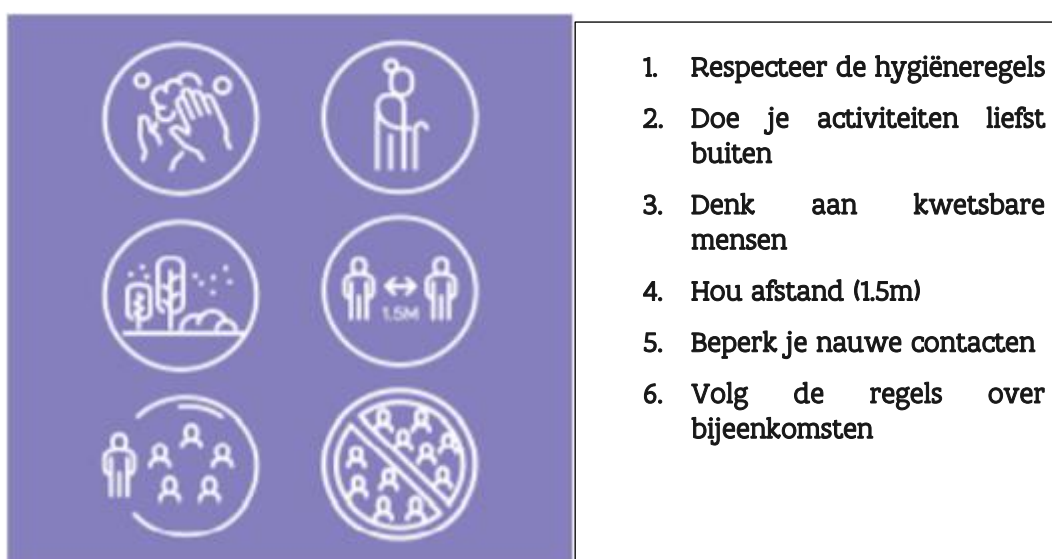 1.5M
1. Respecteer de hygiëneregels
2. Doe je activiteiten liefst
buiten
3. Denk aan kwetsbare
mensen
4. Hou afstand (1.5m)
5. Beperk je nauwe contacten
6. Volg de regels over
bijeenkomsten